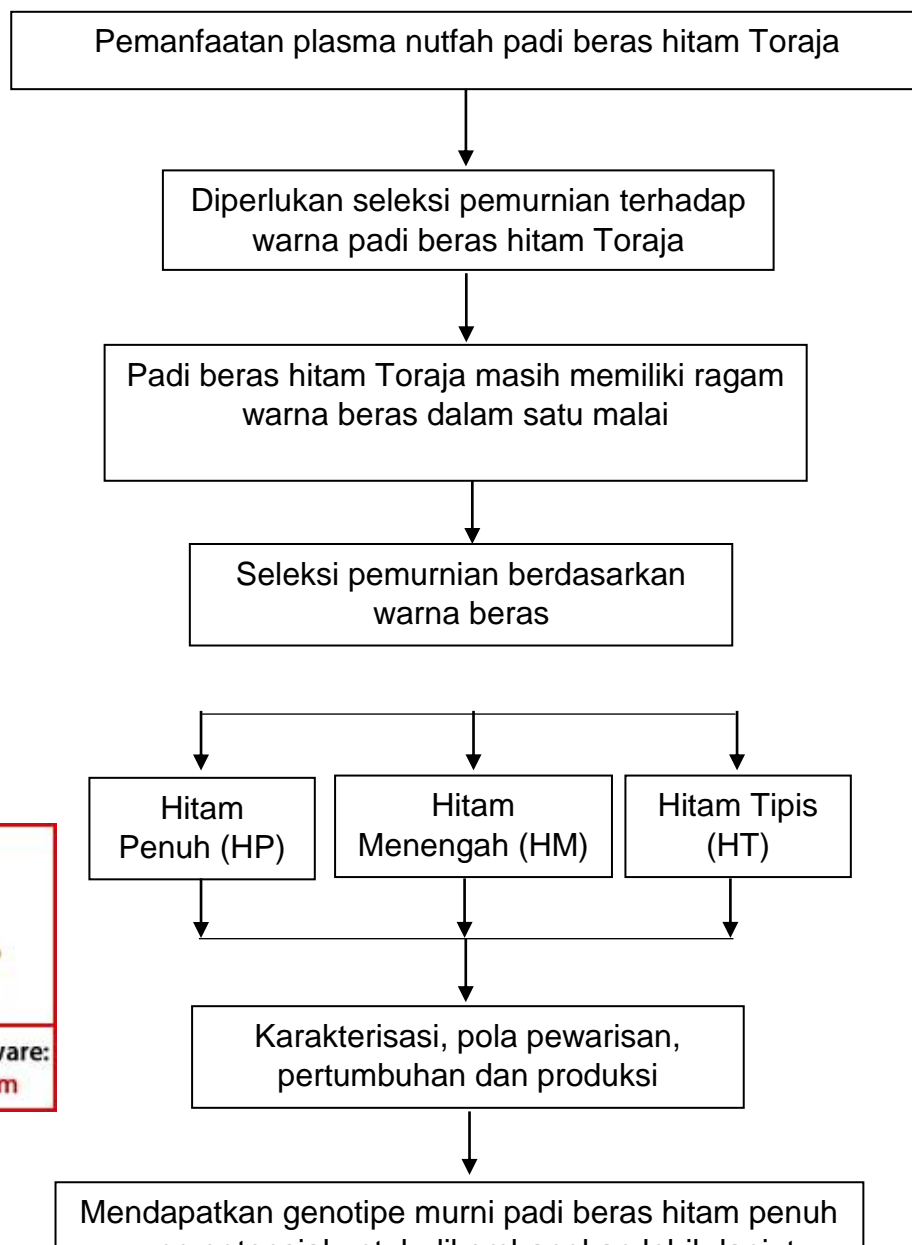 Pemanfaatan plasma nutfah padi beras hitam Toraja
Diperlukan seleksi pemurnian terhadap
warna padi beras hitam Toraja
Padi beras hitam Toraja masih memiliki ragam
warna beras dalam satu malai
Seleksi pemurnian berdasarkan
warna beras
Hitam
Penuh (HP)
Hitam
Menengah (HM)
Hitam Tipis
(HT)
Karakterisasi, pola pewarisan,
pertumbuhan dan produksi
Mendapatkan genotipe murni padi beras hitam penuh